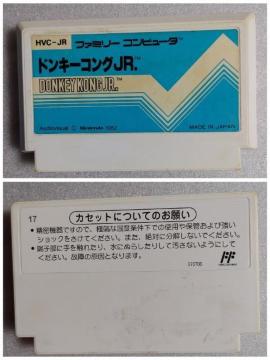 HVC-JR
ファミリー コンピュータ™
ドンキーコングJR.™
DONKEY KONG JR.™
Audiovisual © Nintendo 1982
MADE IN JAPAN
17
カセットについてのお願い
● 精密機器ですので、極端な温度条件下での使用や保管および強い
ショックをさけてください。また、絶対に分解しないでください。
● 端子部に手を触れたり、水にぬらしたりして汚さないようにして
ください。故障の原因となります。
FF